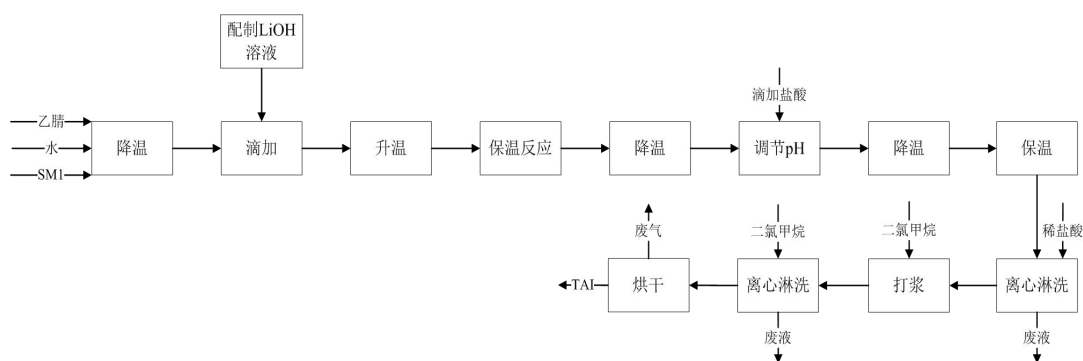 配制LiOH
溶液
滴加盐酸
乙腈
水
SM1
降温
滴加
升温
保温反应
降温
调节pH
降温
保温
废气
二氯甲烷
二氯甲烷
稀盐酸
TAI
烘干
离心淋洗
打浆
离心淋洗
废液
废液